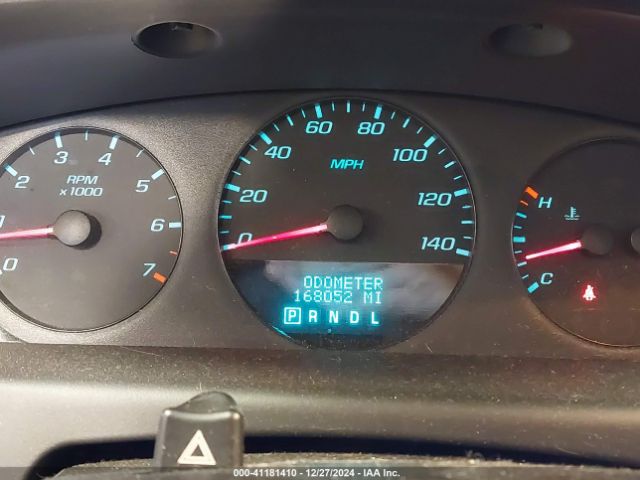 0 1 2 3 4 5 6 7
RPM
x1000
0 20 40 60 80 100 120 140
MPH
ODOMETER
168052 MI
P R N D L
H
C
000-41181410 - 12/27/2024 - IAA Inc.